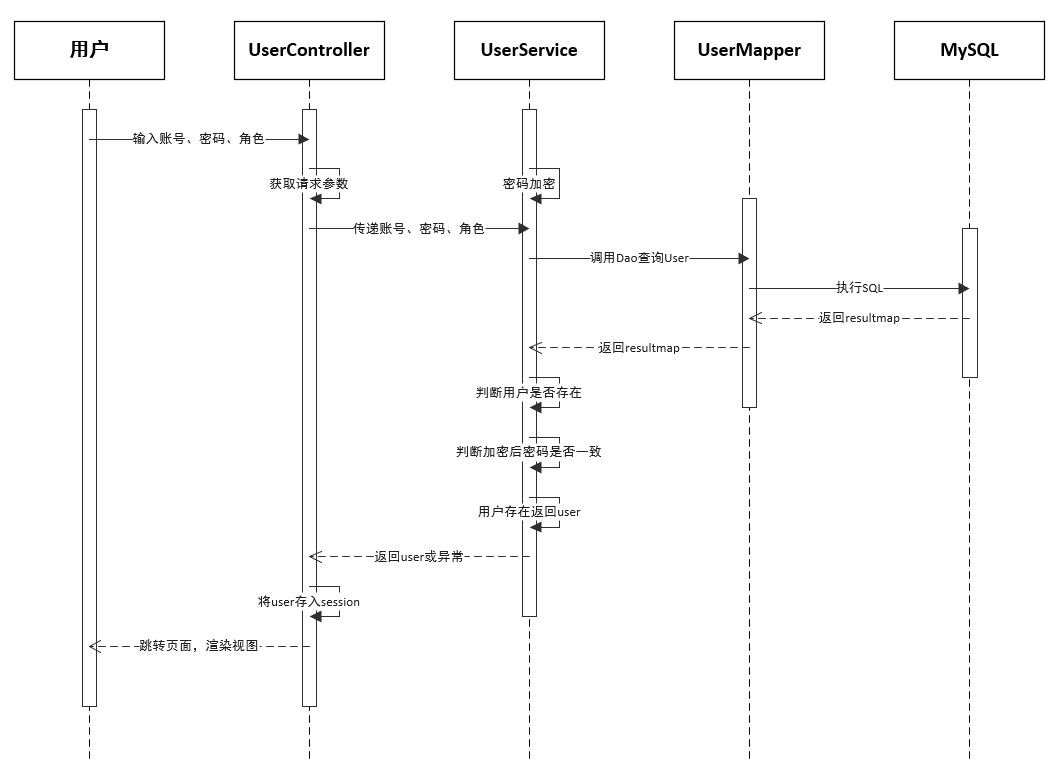 用户
UserController
UserService
UserMapper
MySQL
输入账号、密码、角色
获取请求参数
密码加密
传递账号、密码、角色
调用Dao查询User
执行SQL
返回resultmap
返回resultmap
判断用户是否存在
判断加密后密码是否一致
用户存在返回user
返回user或异常
将user存入session
跳转页面，渲染视图